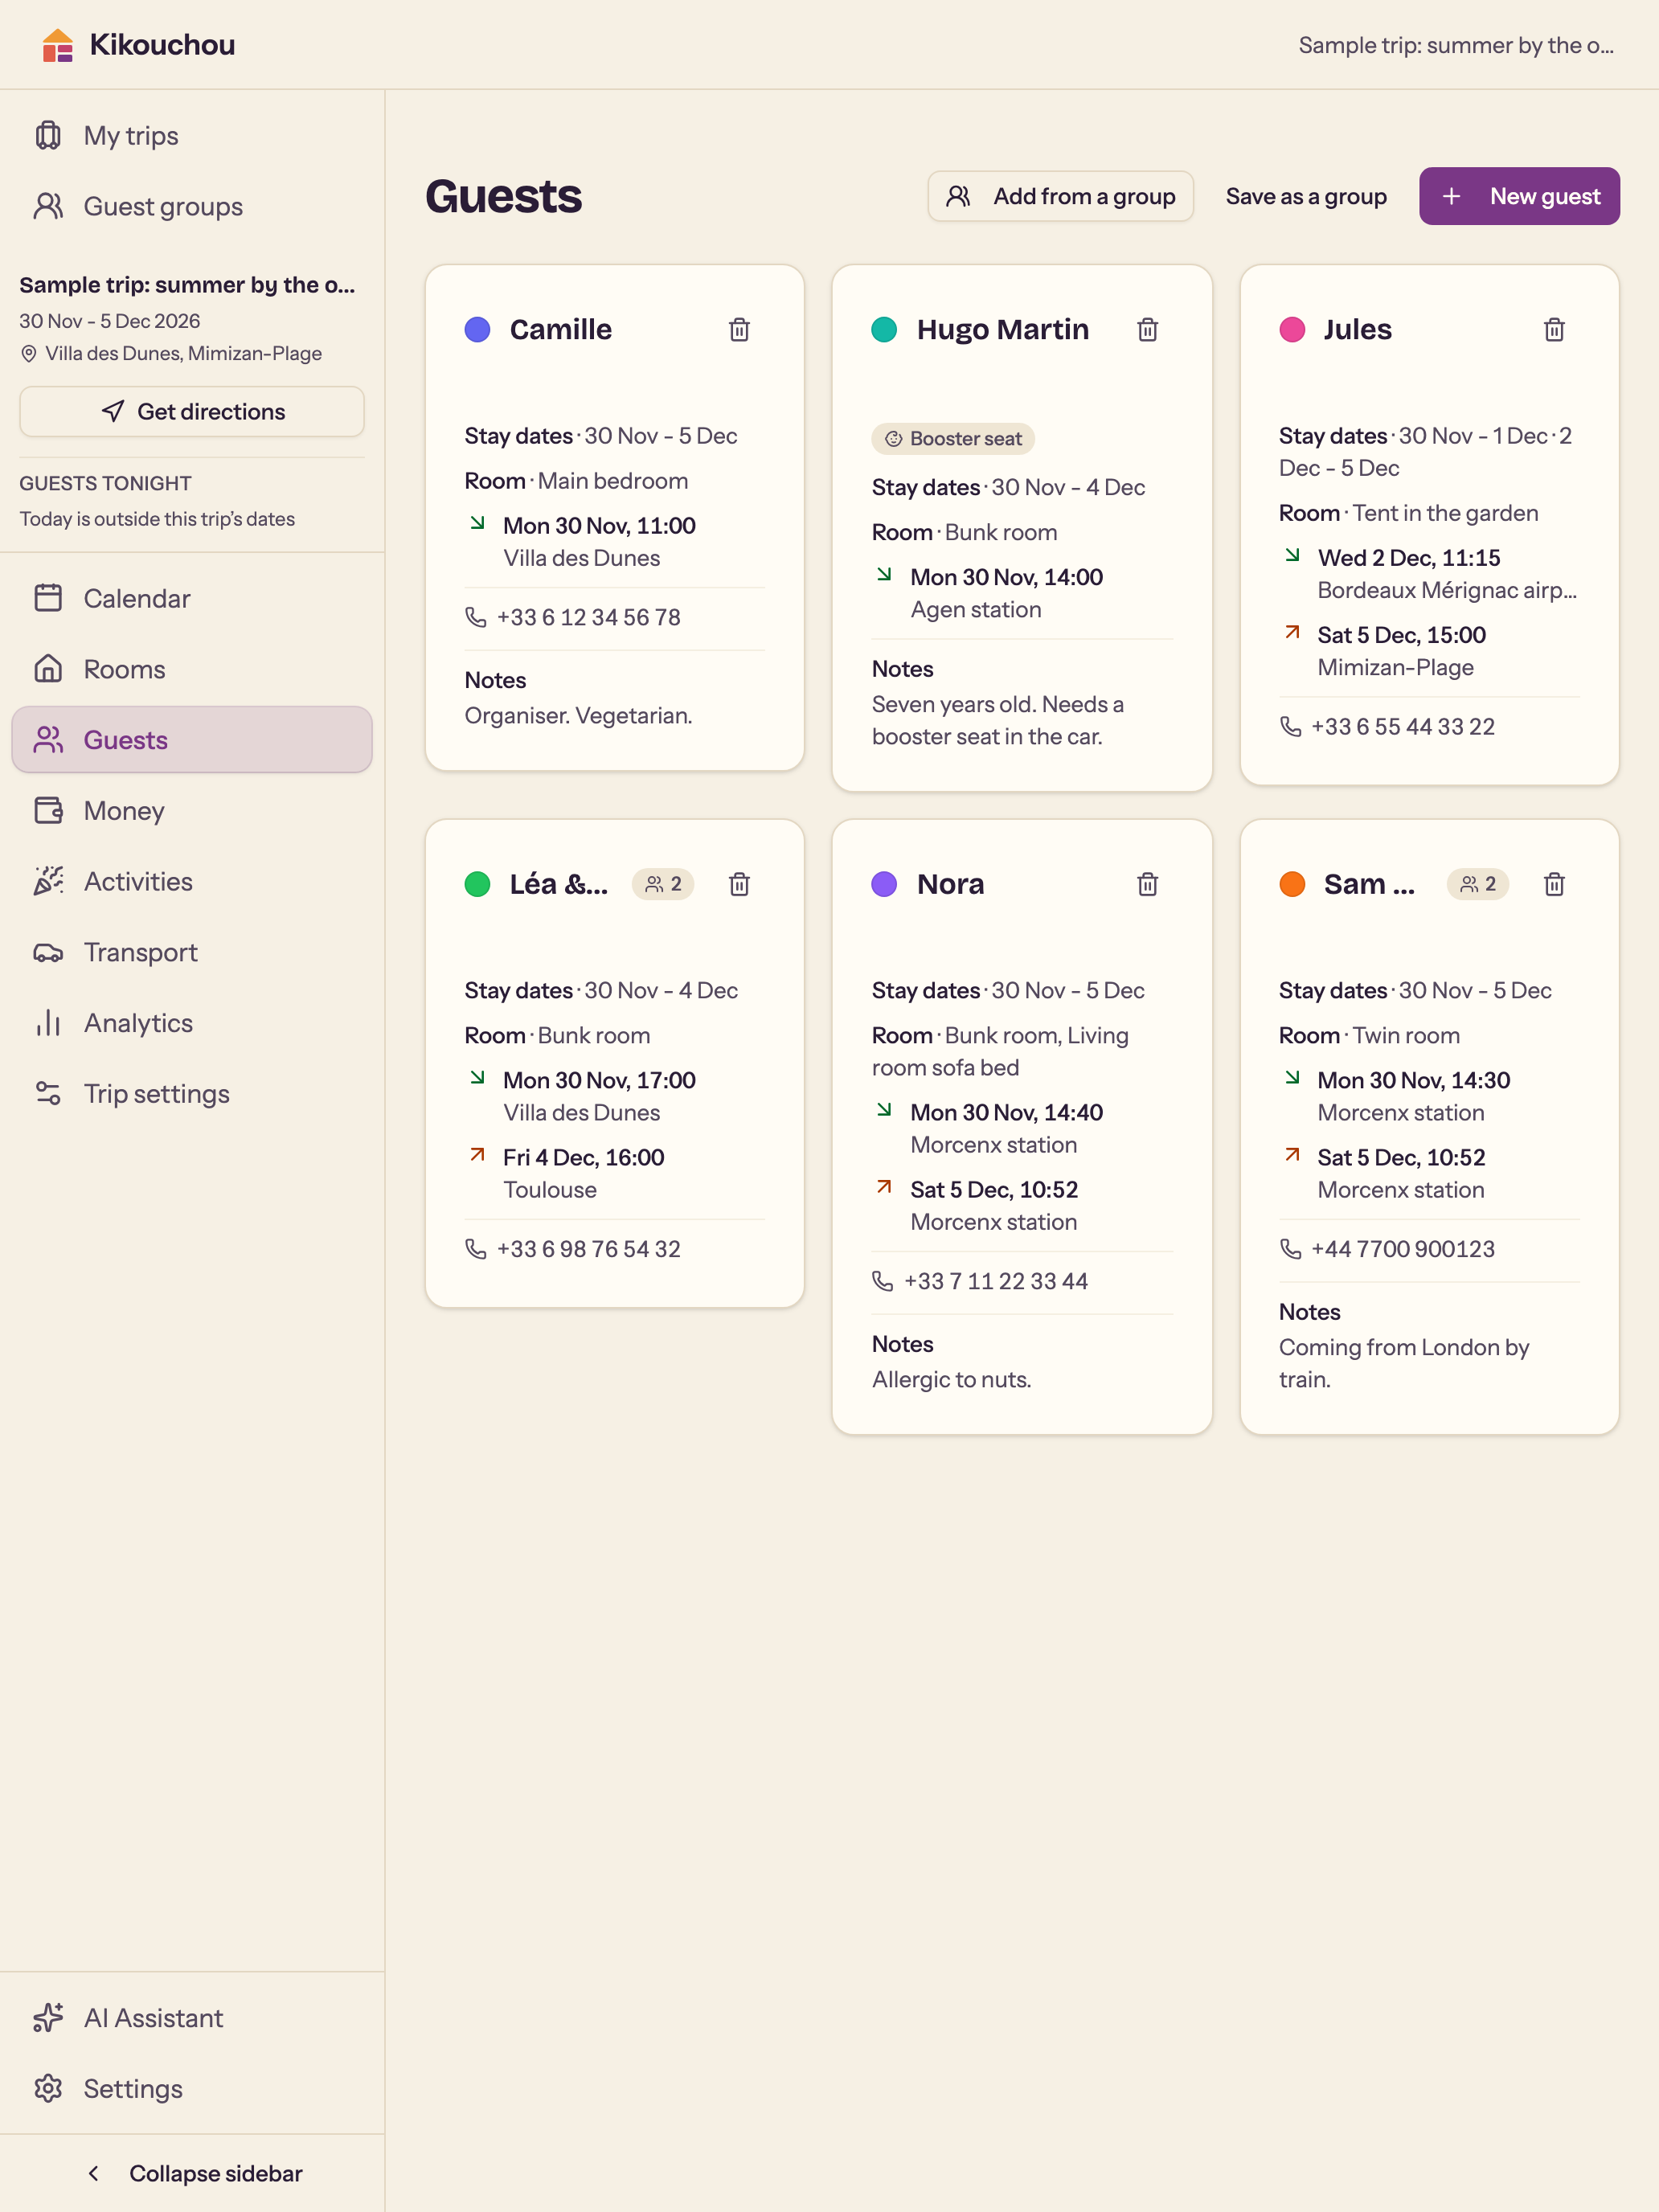 Kikouchou
Sample trip: summer by the o...
My trips
Guest groups
Sample trip: summer by the o...
30 Nov - 5 Dec 2026
Villa des Dunes, Mimizan-Plage
Get directions
GUESTS TONIGHT
Today is outside this trip's dates
Calendar
Rooms
Guests
Money
Activities
Transport
Analytics
Trip settings
AI Assistant
Settings
Collapse sidebar
Guests
Add from a group
Save as a group
New guest
Camille
Stay dates · 30 Nov - 5 Dec
Room · Main bedroom
Mon 30 Nov, 11:00
Villa des Dunes
+33 6 12 34 56 78
Notes
Organiser. Vegetarian.
Hugo Martin
Booster seat
Stay dates · 30 Nov - 4 Dec
Room · Bunk room
Mon 30 Nov, 14:00
Agen station
Notes
Seven years old. Needs a
booster seat in the car.
Jules
Stay dates · 30 Nov - 1 Dec · 2
Dec - 5 Dec
Room · Tent in the garden
Wed 2 Dec, 11:15
Bordeaux Mérignac airp...
Sat 5 Dec, 15:00
Mimizan-Plage
+33 6 55 44 33 22
Léa &... 2
Stay dates · 30 Nov - 4 Dec
Room · Bunk room
Mon 30 Nov, 17:00
Villa des Dunes
Fri 4 Dec, 16:00
Toulouse
+33 6 98 76 54 32
Nora
Stay dates · 30 Nov - 5 Dec
Room · Bunk room, Living
room sofa bed
Mon 30 Nov, 14:40
Morcenx station
Sat 5 Dec, 10:52
Morcenx station
+33 7 11 22 33 44
Notes
Allergic to nuts.
Sam ... 2
Stay dates · 30 Nov - 5 Dec
Room · Twin room
Mon 30 Nov, 14:30
Morcenx station
Sat 5 Dec, 10:52
Morcenx station
+44 7700 900123
Notes
Coming from London by
train.